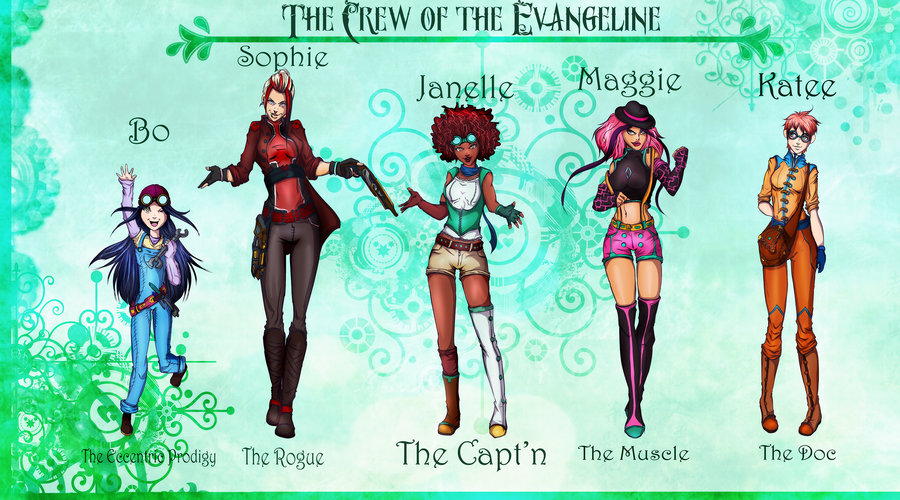 The Crew of the Evangeline
Bo
Sophie
Janelle
Maggie
Katee
The Eccentric Prodigy
The Rogue
The Capt'n
The Muscle
The Doc